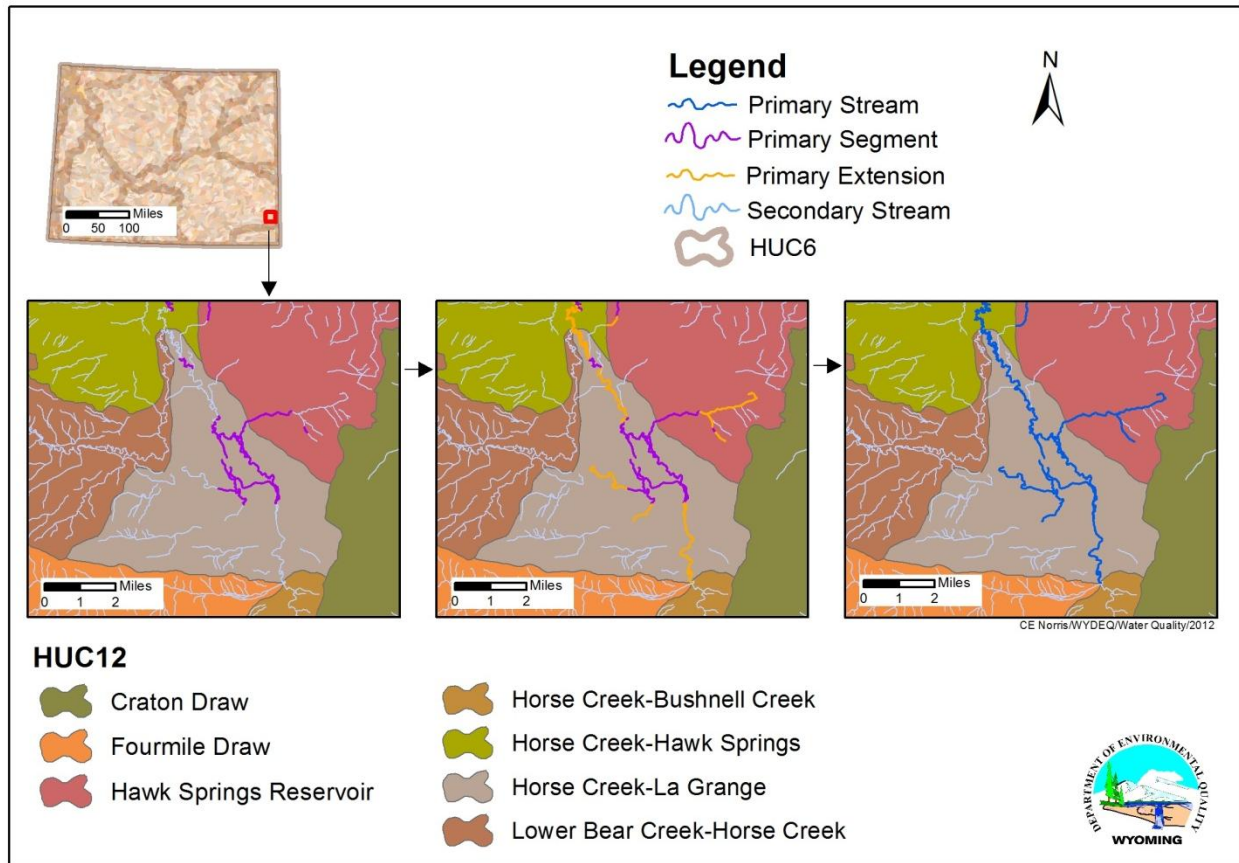 Legend
Primary Stream
Primary Segment
Primary Extension
Secondary Stream
HUC6
N
Miles
0 50 100
Miles
0 1 2
Miles
0 1 2
Miles
0 1 2
CE Norris/WYDEQ/Water Quality/2012
HUC12
Craton Draw
Fourmile Draw
Hawk Springs Reservoir
Horse Creek-Bushnell Creek
Horse Creek-Hawk Springs
Horse Creek-La Grange
Lower Bear Creek-Horse Creek
DEPARTMENT OF ENVIRONMENTAL QUALITY
WYOMING